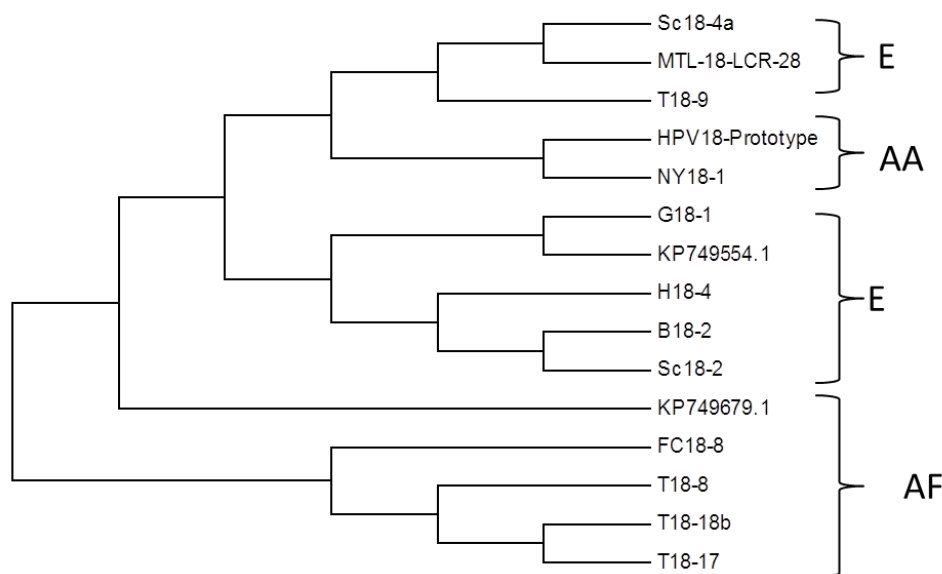 Sc18-4a
MTL-18-LCR-28
E
T18-9
HPV18-Prototype
AA
NY18-1
G18-1
KP749554.1
H18-4
E
B18-2
Sc18-2
KP749679.1
FC18-8
T18-8
AF
T18-18b
T18-17